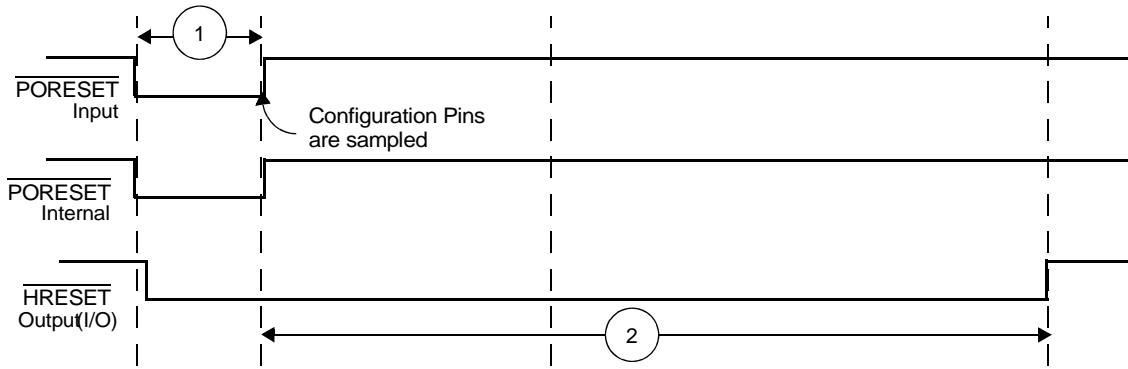 1
PORESET
Input
Configuration Pins
are sampled
PORESET
Internal
HRESET
Output(I/O)
2